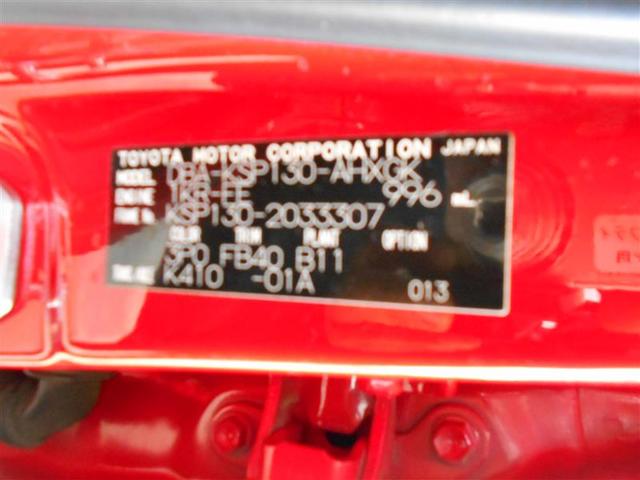 TOYOTA MOTOR CORPORATION JAPAN
MODEL DBA-KSP130-AHXGK
ENGINE 1KR-FE 996 mL
FRAME No. KSP130-2033307
COLOR TRIM PLANT OPTION
3P0 FB40 B11
TRANS./AXLE K410 -01A 013